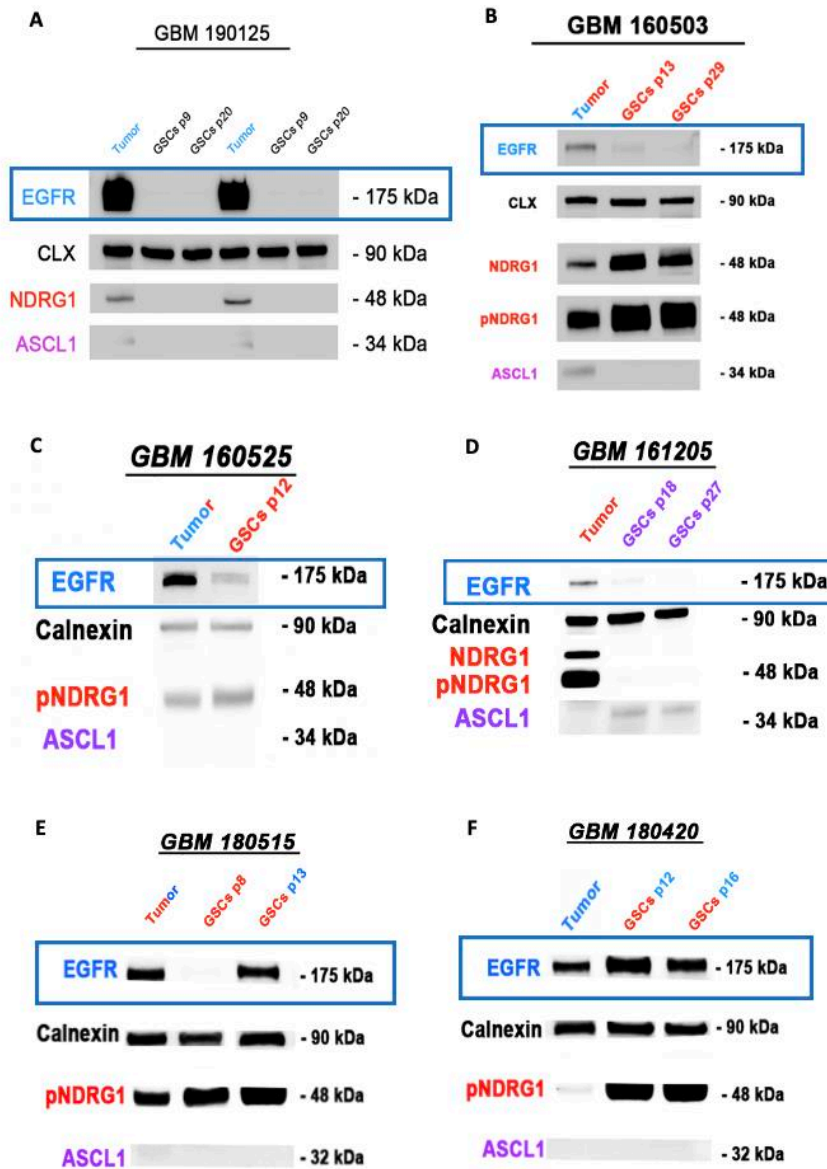 A
GBM 190125
Tumor GSCs p9 GSCs p20 Tumor GSCs p9 GSCs p20
EGFR - 175 kDa
CLX - 90 kDa
NDRG1 - 48 kDa
ASCL1 - 34 kDa
B
GBM 160503
Tumor GSCs p13 GSCs p29
EGFR - 175 kDa
CLX - 90 kDa
NDRG1 - 48 kDa
pNDRG1 - 48 kDa
ASCL1 - 34 kDa
C
GBM 160525
Tumor GSCs p12
EGFR - 175 kDa
Calnexin - 90 kDa
pNDRG1 - 48 kDa
ASCL1 - 34 kDa
D
GBM 161205
Tumor GSCs p18 GSCs p27
EGFR - 175 kDa
Calnexin - 90 kDa
NDRG1
pNDRG1 - 48 kDa
ASCL1 - 34 kDa
E
GBM 180515
Tumor GSCs p8 GSCs p13
EGFR - 175 kDa
Calnexin - 90 kDa
pNDRG1 - 48 kDa
ASCL1 - 32 kDa
F
GBM 180420
Tumor GSCs p12 GSCs p16
EGFR - 175 kDa
Calnexin - 90 kDa
pNDRG1 - 48 kDa
ASCL1 - 32 kDa